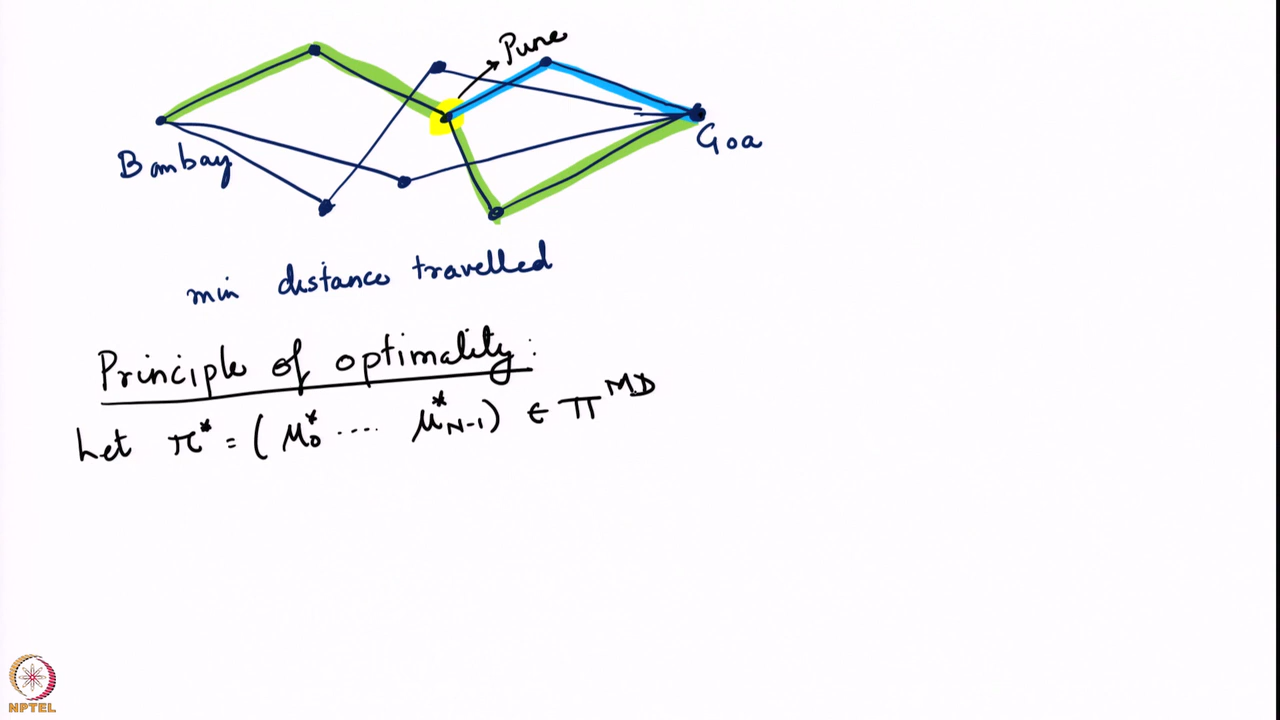 Pune
Goa
Bombay
min distance travelled
Principle of optimality:
Let π* = (μ₀* .... μ*_{N-1}) ∈ Π^{MD}
NPTEL